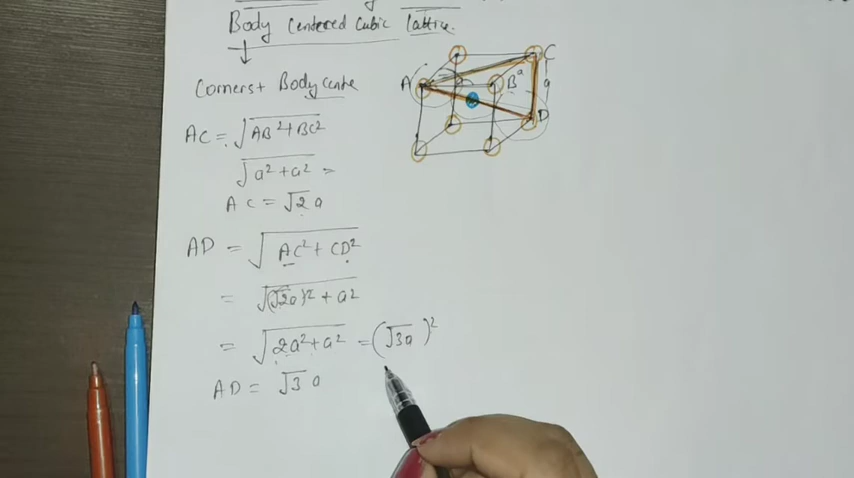 Body Centered Cubic lattice.
Corners + Body centre
A
C
B
a
a
D
AC = √AB² + BC²
√a² + a² =
AC = √2 a
AD = √AC² + CD²
= √(√2a)² + a²
= √2a² + a² = (√3a)²
AD = √3 a